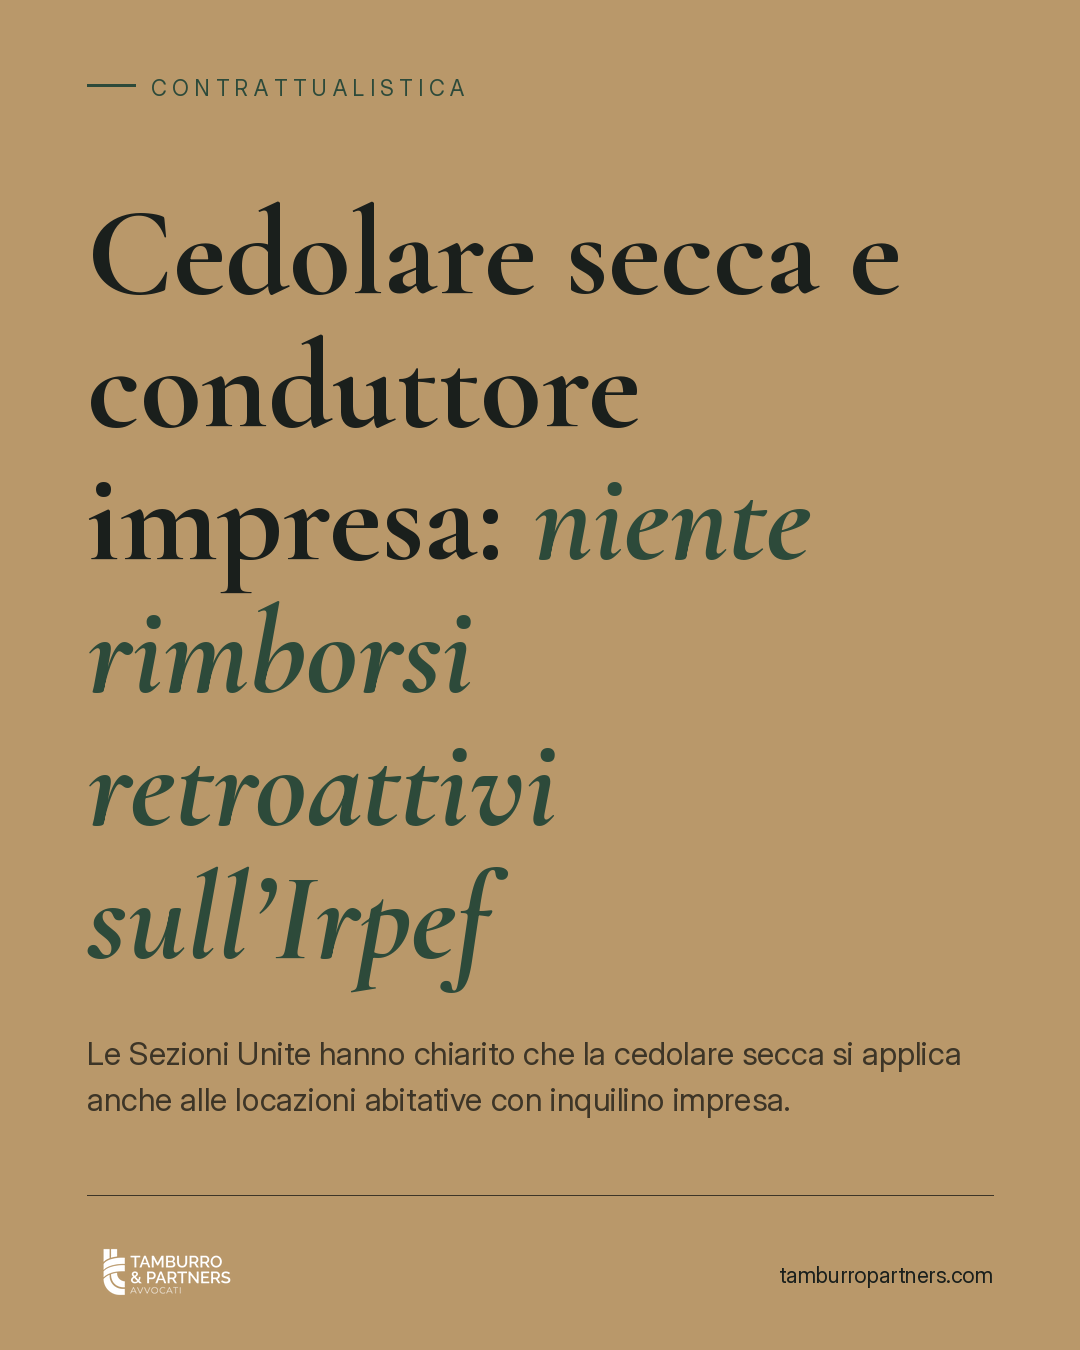 CONTRATTUALISTICA
Cedolare secca e
conduttore
impresa: niente
rimborsi
retroattivi
sull’Irpef
Le Sezioni Unite hanno chiarito che la cedolare secca si applica
anche alle locazioni abitative con inquilino impresa.
TAMBURRO
& PARTNERS
AVVOCATI
tamburropartners.com